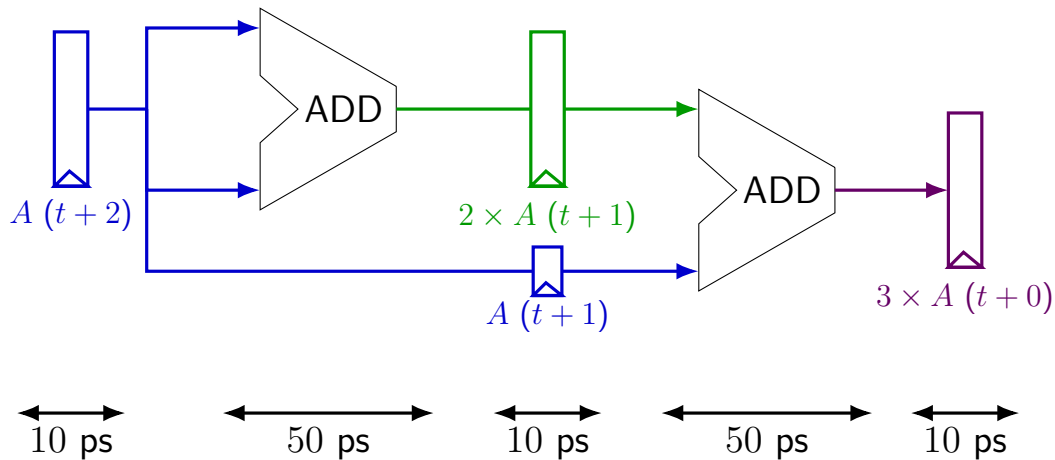 ADD
A (t + 2)
2 × A (t + 1)
ADD
A (t + 1)
3 × A (t + 0)
10 ps
50 ps
10 ps
50 ps
10 ps